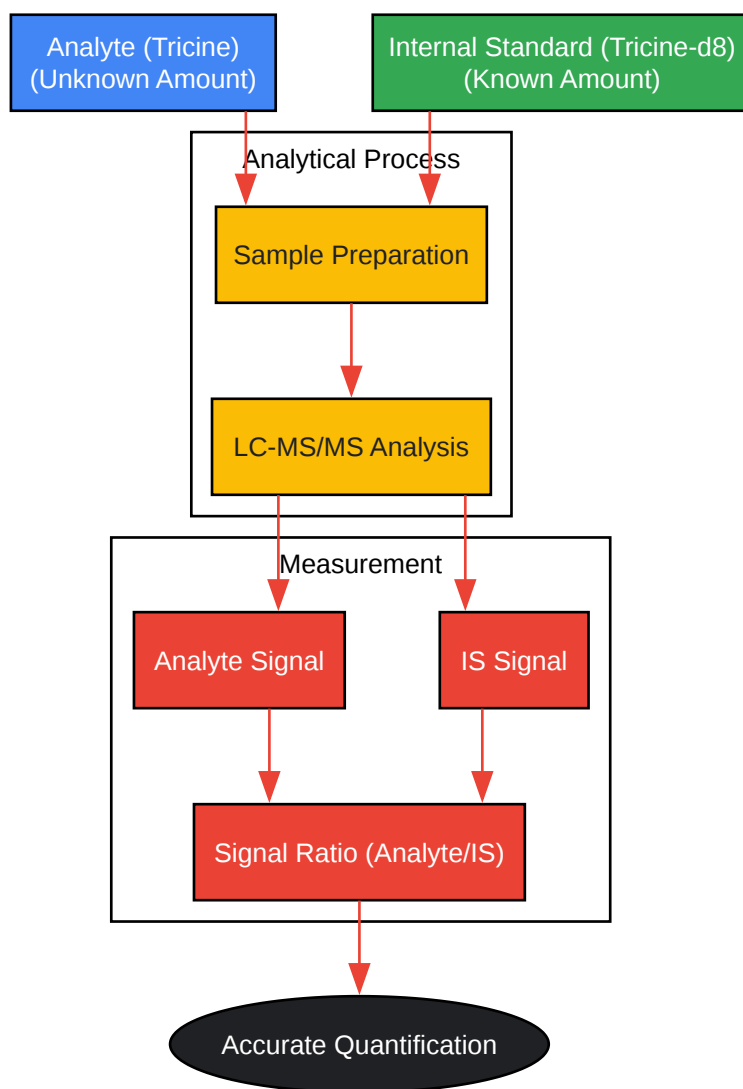 Analyte (Tricine)
(Unknown Amount)
Internal Standard (Tricine-d8)
(Known Amount)
Analytical Process
Sample Preparation
LC-MS/MS Analysis
Measurement
Analyte Signal
IS Signal
Signal Ratio (Analyte/IS)
Accurate Quantification